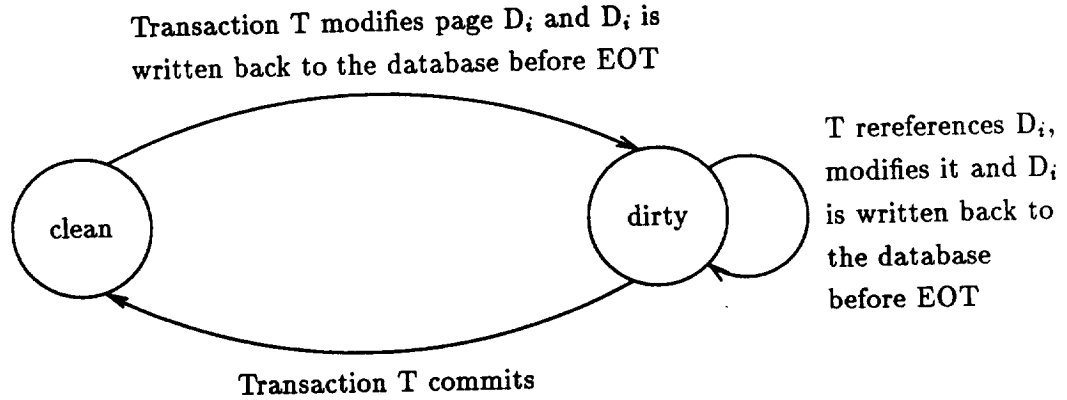 Transaction T modifies page Dᵢ and Dᵢ is
written back to the database before EOT
clean
dirty
T rereferences Dᵢ,
modifies it and Dᵢ
is written back to
the database
before EOT
Transaction T commits